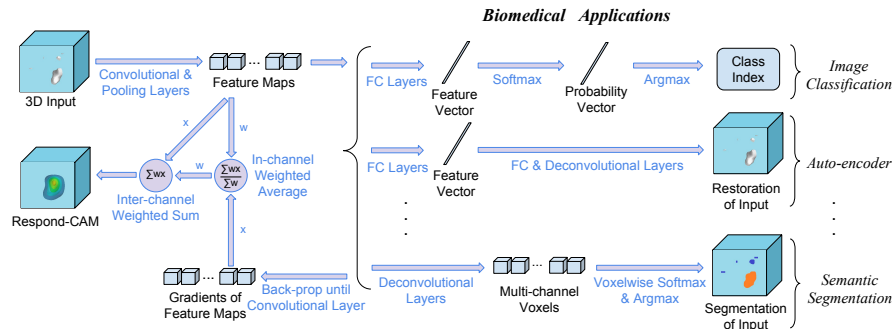 Biomedical Applications
3D Input
Convolutional &
Pooling Layers
...
Feature Maps
FC Layers
Feature
Vector
Softmax
Probability
Vector
Argmax
Class
Index
Image
Classification
x
w
Respond-CAM
∑wx
Inter-channel
Weighted Sum
w
∑wx
∑w
In-channel
Weighted
Average
x
FC Layers
Feature
Vector
FC & Deconvolutional Layers
Restoration
of Input
Auto-encoder
...
Gradients of
Feature Maps
Back-prop until
Convolutional Layer
Deconvolutional
Layers
...
Multi-channel
Voxels
Voxelwise Softmax
& Argmax
Segmentation
of Input
Semantic
Segmentation